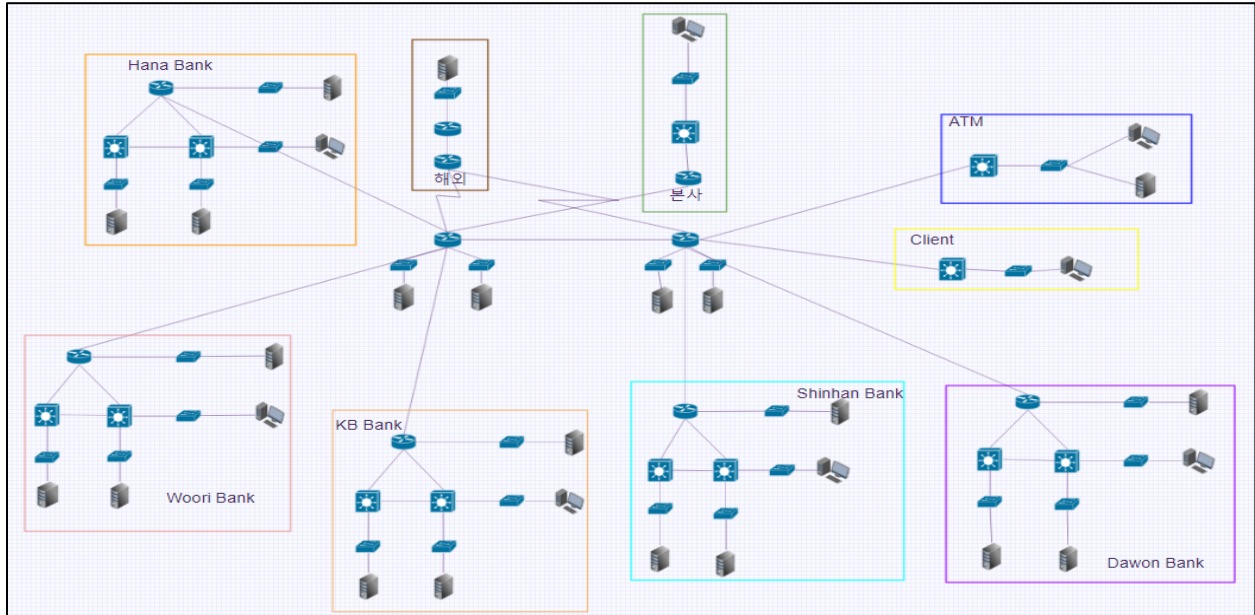 Hana Bank
해외
본사
ATM
Client
Woori Bank
KB Bank
Shinhan Bank
Dawon Bank